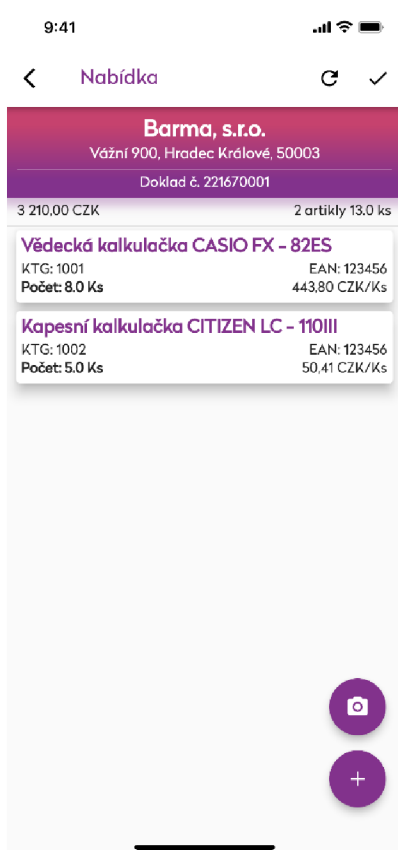 9:41
Nabídka
Barma, s.r.o.
Vážní 900, Hradec Králové, 50003
Doklad č. 221670001
3 210,00 CZK 2 artikly 13.0 ks
Vědecká kalkulačka CASIO FX - 82ES
KTG: 1001 EAN: 123456
Počet: 8.0 Ks 443,80 CZK/Ks
Kapesní kalkulačka CITIZEN LC - 110III
KTG: 1002 EAN: 123456
Počet: 5.0 Ks 50,41 CZK/Ks